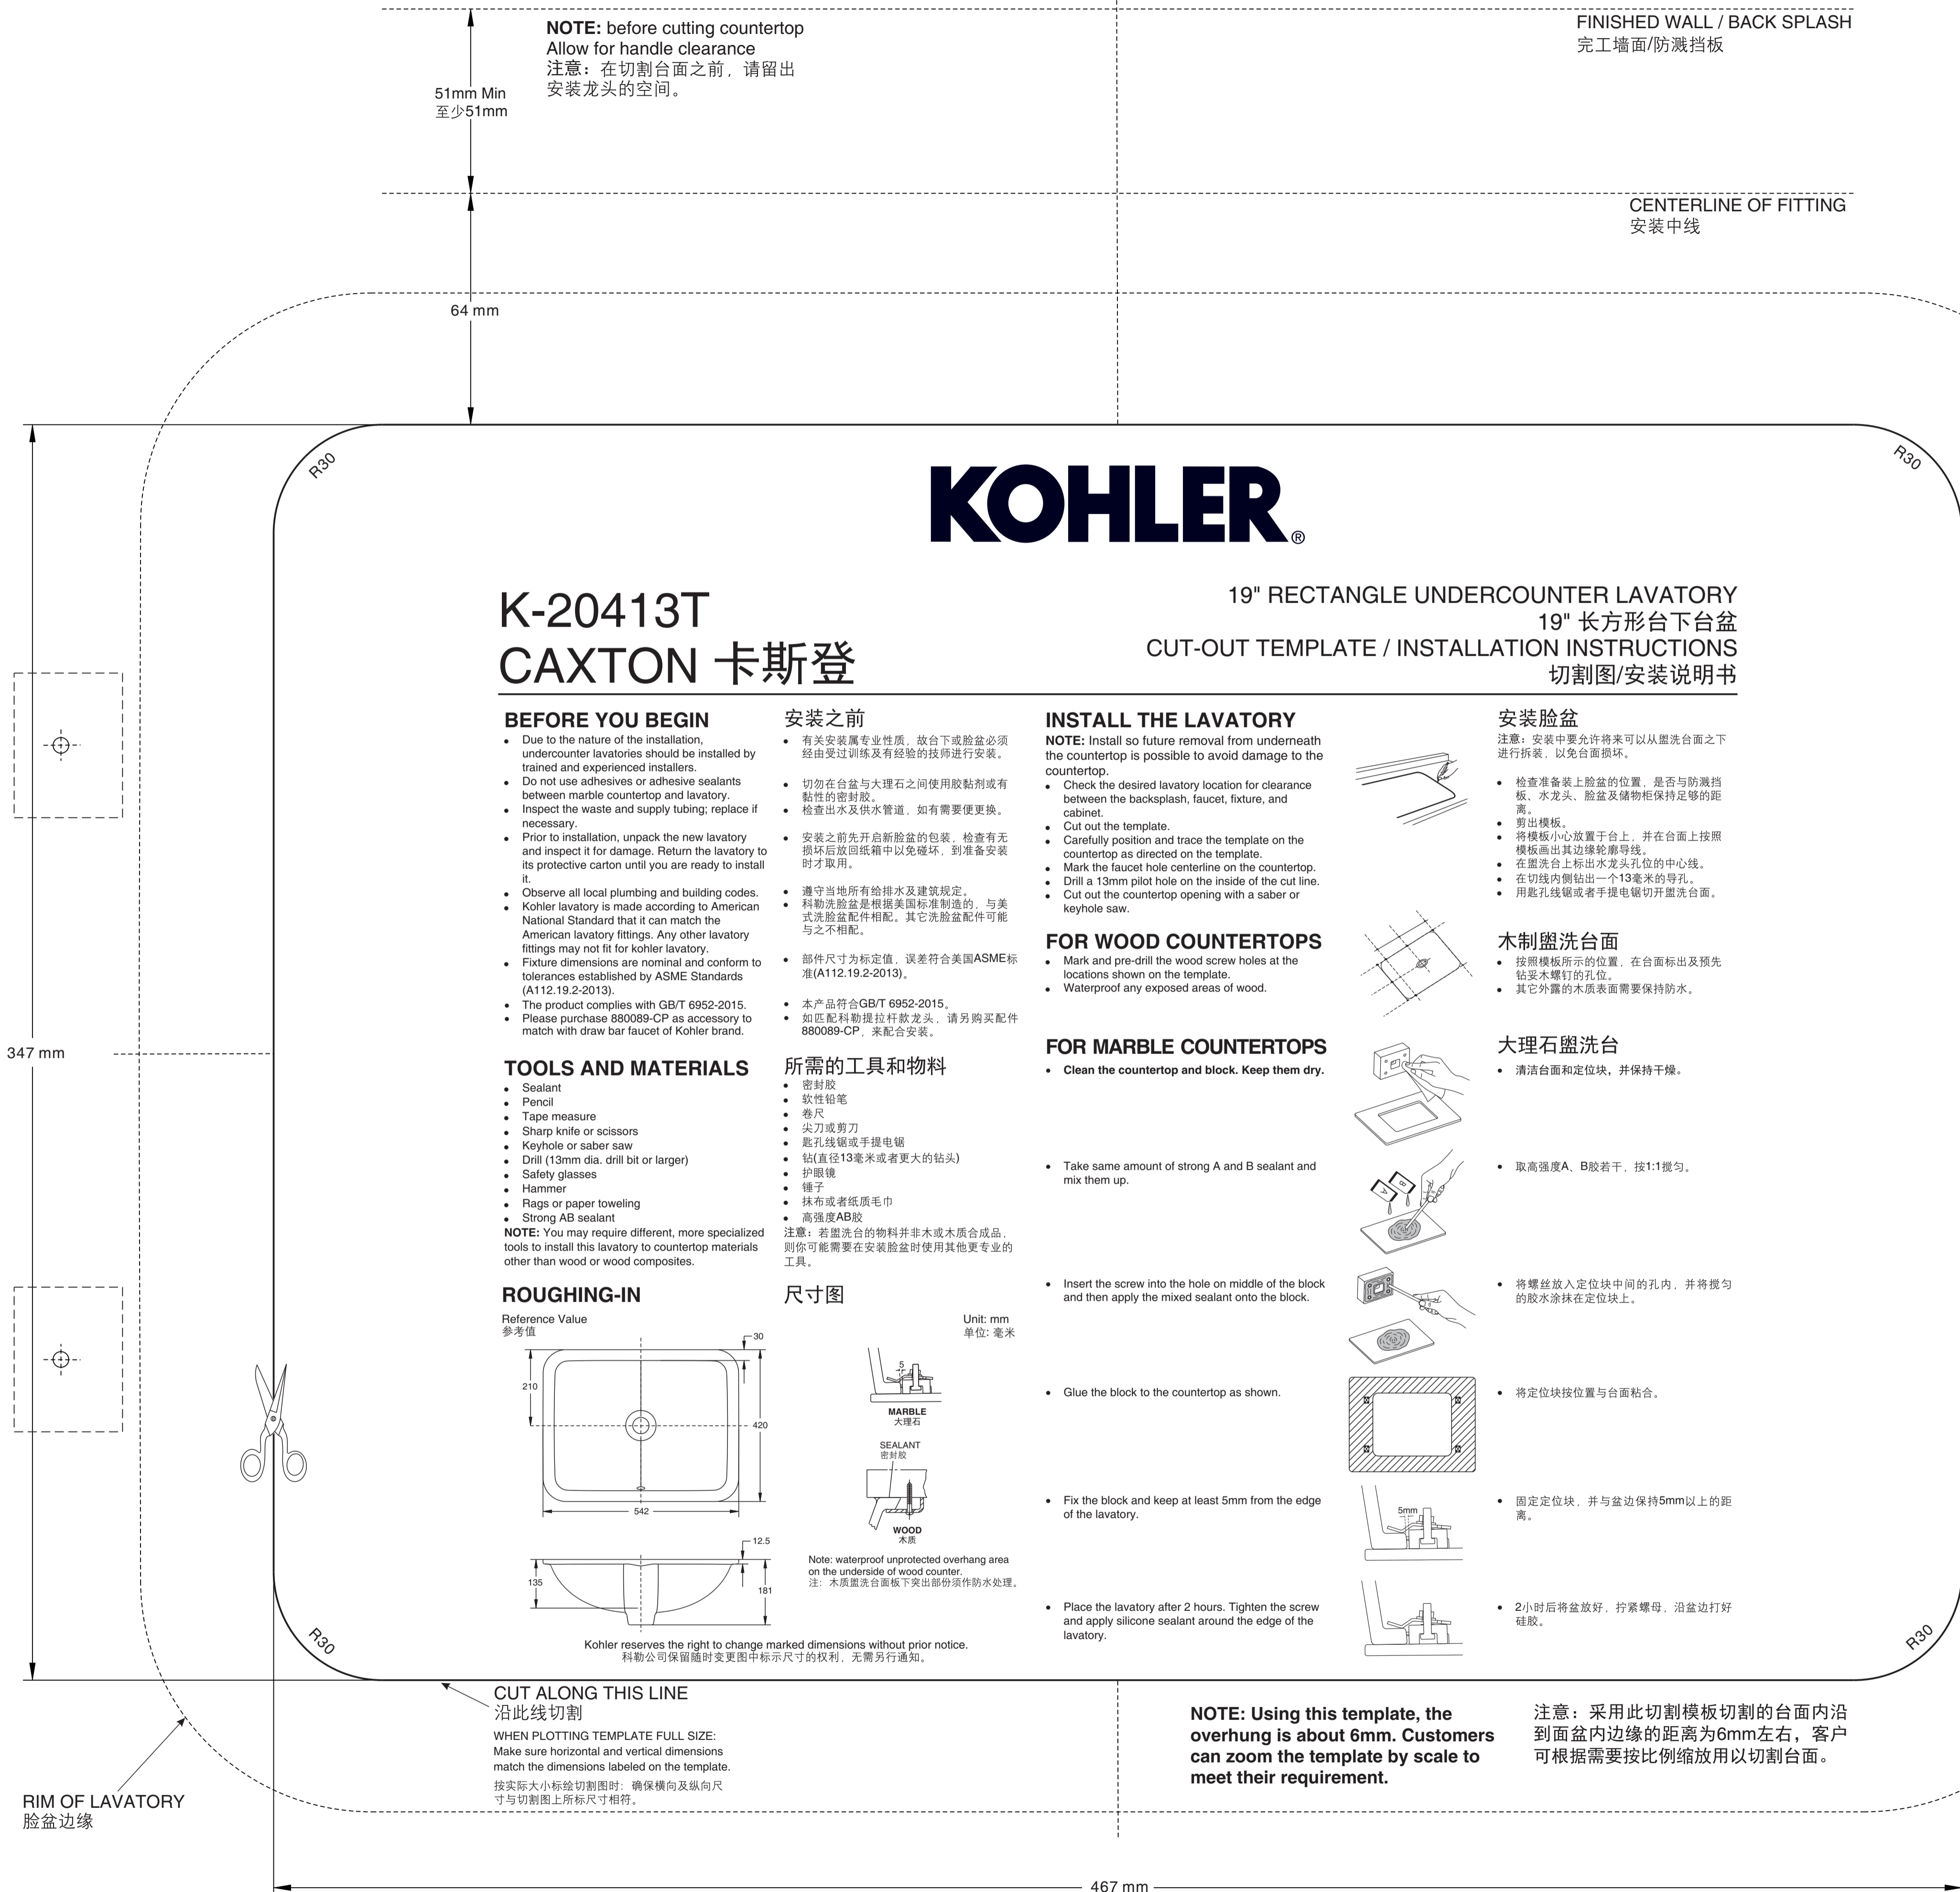 NOTE: before cutting countertop
Allow for handle clearance
注意：在切割台面之前，请留出
安装龙头的空间。
FINISHED WALL / BACK SPLASH
完工墙面/防溅挡板
51mm Min
至少51mm
CENTERLINE OF FITTING
安装中线
64 mm
R30
R30
KOHLER®
K-20413T
CAXTON 卡斯登
19" RECTANGLE UNDERCOUNTER LAVATORY
19" 长方形台下台盆
CUT-OUT TEMPLATE / INSTALLATION INSTRUCTIONS
切割图/安装说明书
BEFORE YOU BEGIN
• Due to the nature of the installation,
undercounter lavatories should be installed by
trained and experienced installers.
• Do not use adhesives or adhesive sealants
between marble countertop and lavatory.
• Inspect the waste and supply tubing; replace if
necessary.
• Prior to installation, unpack the new lavatory
and inspect it for damage. Return the lavatory to
its protective carton until you are ready to install
it.
• Observe all local plumbing and building codes.
• Kohler lavatory is made according to American
National Standard that it can match the
American lavatory fittings. Any other lavatory
fittings may not fit for kohler lavatory.
• Fixture dimensions are nominal and conform to
tolerances established by ASME Standards
(A112.19.2-2013).
• The product complies with GB/T 6952-2015.
• Please purchase 880089-CP as accessory to
match with draw bar faucet of Kohler brand.
安装之前
• 有关安装属专业性质，故台下或脸盆必须
经由受过训练及有经验的技师进行安装。
• 切勿在台盆与大理石之间使用胶黏剂或有
黏性的密封胶。
• 检查出水及供水管道，如有需要便更换。
• 安装之前先开启新脸盆的包装，检查有无
损坏后放回纸箱中以免碰坏，到准备安装
时才取用。
• 遵守当地所有给排水及建筑规定。
• 科勒洗脸盆是根据美国标准制造的，与美
式洗脸盆配件相配。其它洗脸盆配件可能
与之不相配。
• 部件尺寸为标定值，误差符合美国ASME标
准(A112.19.2-2013)。
• 本产品符合GB/T 6952-2015。
• 如匹配科勒提拉杆款龙头，请另购买配件
880089-CP，来配合安装。
TOOLS AND MATERIALS
• Sealant
• Pencil
• Tape measure
• Sharp knife or scissors
• Keyhole or saber saw
• Drill (13mm dia. drill bit or larger)
• Safety glasses
• Hammer
• Rags or paper toweling
• Strong AB sealant
NOTE: You may require different, more specialized
tools to install this lavatory to countertop materials
other than wood or wood composites.
所需的工具和物料
• 密封胶
• 软性铅笔
• 卷尺
• 尖刀或剪刀
• 匙孔线锯或手提电锯
• 钻(直径13毫米或者更大的钻头)
• 护眼镜
• 锤子
• 抹布或者纸质毛巾
• 高强度AB胶
注意：若盥洗台的物料并非木或木质合成品，
则你可能需要在安装脸盆时使用其他更专业的
工具。
ROUGHING-IN
尺寸图
Reference Value
参考值
Unit: mm
单位: 毫米
30
210
420
542
12.5
135
181
5
MARBLE
大理石
SEALANT
密封胶
WOOD
木质
Note: waterproof unprotected overhang area
on the underside of wood counter.
注：木质盥洗台面板下突出部份须作防水处理。
Kohler reserves the right to change marked dimensions without prior notice.
科勒公司保留随时变更图中标示尺寸的权利，无需另行通知。
INSTALL THE LAVATORY
NOTE: Install so future removal from underneath
the countertop is possible to avoid damage to the
countertop.
• Check the desired lavatory location for clearance
between the backsplash, faucet, fixture, and
cabinet.
• Cut out the template.
• Carefully position and trace the template on the
countertop as directed on the template.
• Mark the faucet hole centerline on the countertop.
• Drill a 13mm pilot hole on the inside of the cut line.
• Cut out the countertop opening with a saber or
keyhole saw.
安装脸盆
注意：安装中要允许将来可以从盥洗台面之下
进行拆装，以免台面损坏。
• 检查准备装上脸盆的位置，是否与防溅挡
板、水龙头、脸盆及储物柜保持足够的距
离。
• 剪出模板。
• 将模板小心放置于台上，并在台面上按照
模板画出其边缘轮廓导线。
• 在盥洗台上标出水龙头孔位的中心线。
• 在切线内侧钻出一个13毫米的导孔。
• 用匙孔线锯或者手提电锯切开盥洗台面。
FOR WOOD COUNTERTOPS
• Mark and pre-drill the wood screw holes at the
locations shown on the template.
• Waterproof any exposed areas of wood.
木制盥洗台面
• 按照模板所示的位置，在台面标出及预先
钻妥木螺钉的孔位。
• 其它外露的木质表面需要保持防水。
FOR MARBLE COUNTERTOPS
• Clean the countertop and block. Keep them dry.
大理石盥洗台
• 清洁台面和定位块，并保持干燥。
• Take same amount of strong A and B sealant and
mix them up.
A
B
• 取高强度A、B胶若干，按1:1搅匀。
• Insert the screw into the hole on middle of the block
and then apply the mixed sealant onto the block.
• 将螺丝放入定位块中间的孔内，并将搅匀
的胶水涂抹在定位块上。
• Glue the block to the countertop as shown.
• 将定位块按位置与台面粘合。
• Fix the block and keep at least 5mm from the edge
of the lavatory.
5mm
• 固定定位块，并与盆边保持5mm以上的距
离。
• Place the lavatory after 2 hours. Tighten the screw
and apply silicone sealant around the edge of the
lavatory.
• 2小时后将盆放好，拧紧螺母，沿盆边打好
硅胶。
347 mm
R30
R30
CUT ALONG THIS LINE
沿此线切割
WHEN PLOTTING TEMPLATE FULL SIZE:
Make sure horizontal and vertical dimensions
match the dimensions labeled on the template.
按实际大小标绘切割图时：确保横向及纵向尺
寸与切割图上所标尺寸相符。
RIM OF LAVATORY
脸盆边缘
NOTE: Using this template, the
overhung is about 6mm. Customers
can zoom the template by scale to
meet their requirement.
注意：采用此切割模板切割的台面内沿
到面盆内边缘的距离为6mm左右，客户
可根据需要按比例缩放用以切割台面。
467 mm